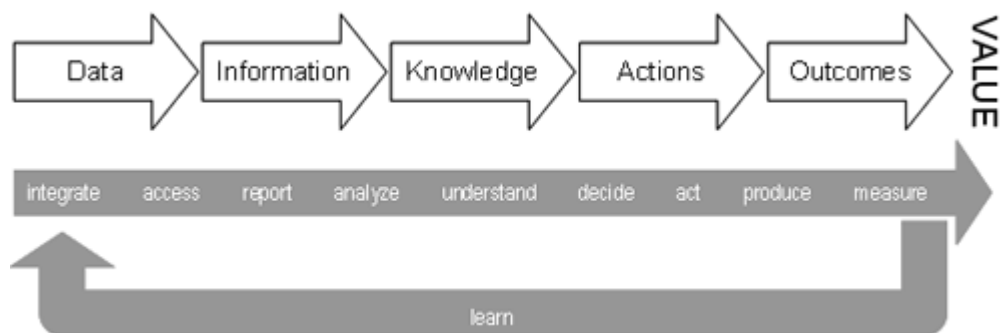 Data Information Knowledge Actions Outcomes
VALUE
integrate access report analyze understand decide act produce measure
learn